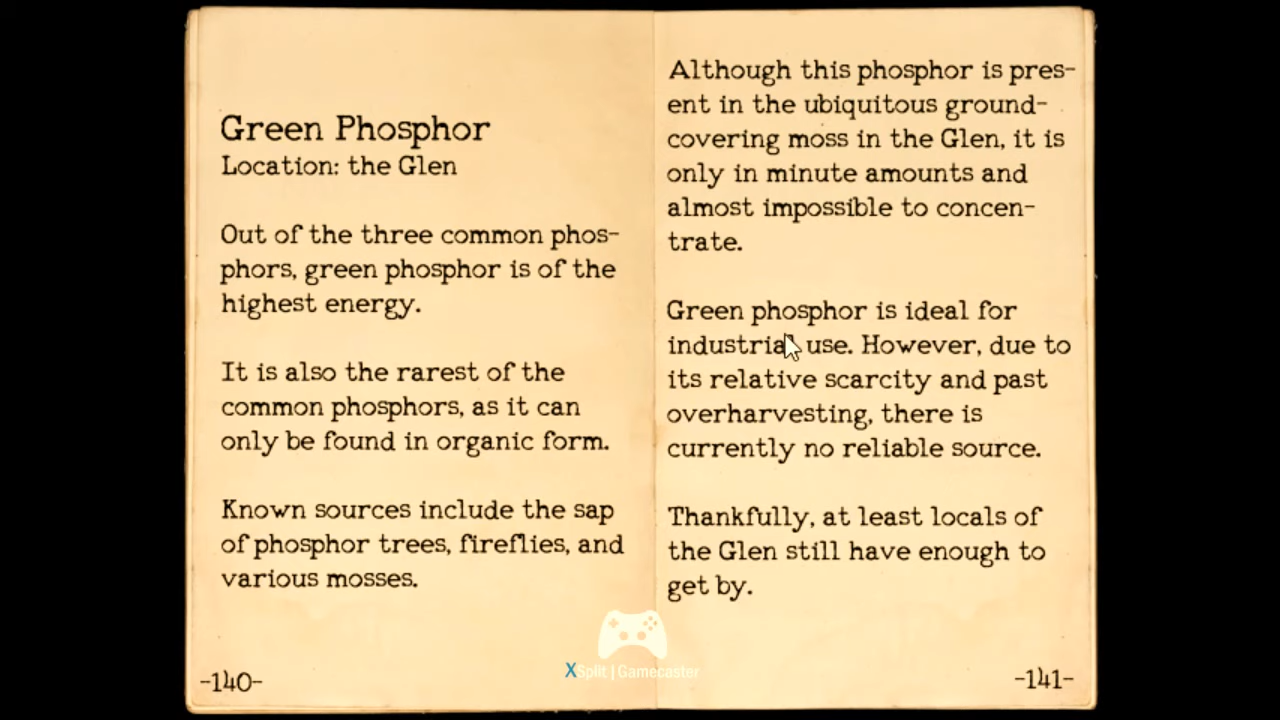 Green Phosphor
Location: the Glen
Out of the three common phos-
phors, green phosphor is of the
highest energy.
It is also the rarest of the
common phosphors, as it can
only be found in organic form.
Known sources include the sap
of phosphor trees, fireflies, and
various mosses.
-140-
Although this phosphor is pres-
ent in the ubiquitous ground-
covering moss in the Glen, it is
only in minute amounts and
almost impossible to concen-
trate.
Green phosphor is ideal for
industrial use. However, due to
its relative scarcity and past
overharvesting, there is
currently no reliable source.
Thankfully, at least locals of
the Glen still have enough to
get by.
-141-
XSplit | Gamecaster